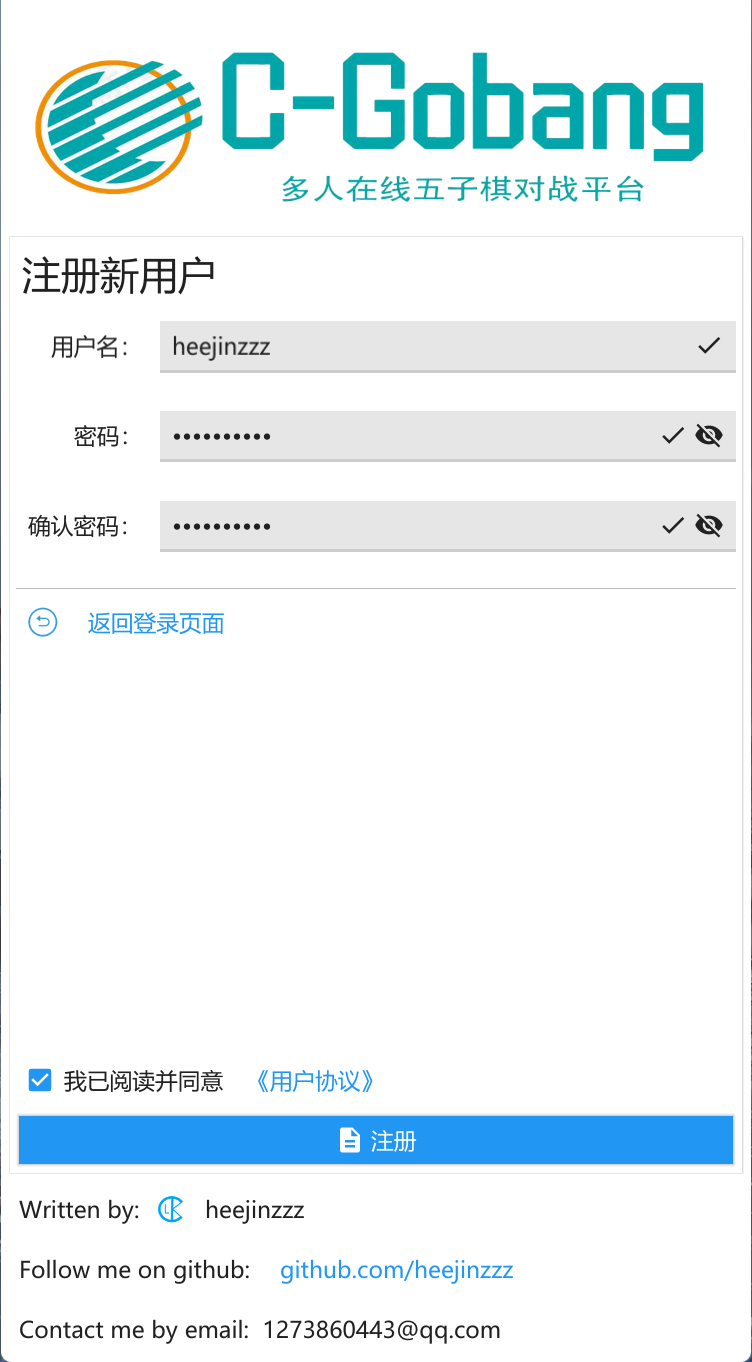 C-Gobang
多人在线五子棋对战平台
注册新用户
用户名： heejinzzz
密码： ••••••••••
确认密码： ••••••••••
返回登录页面
我已阅读并同意 《用户协议》
注册
Written by: heejinzzz
Follow me on github: github.com/heejinzzz
Contact me by email: 1273860443@qq.com